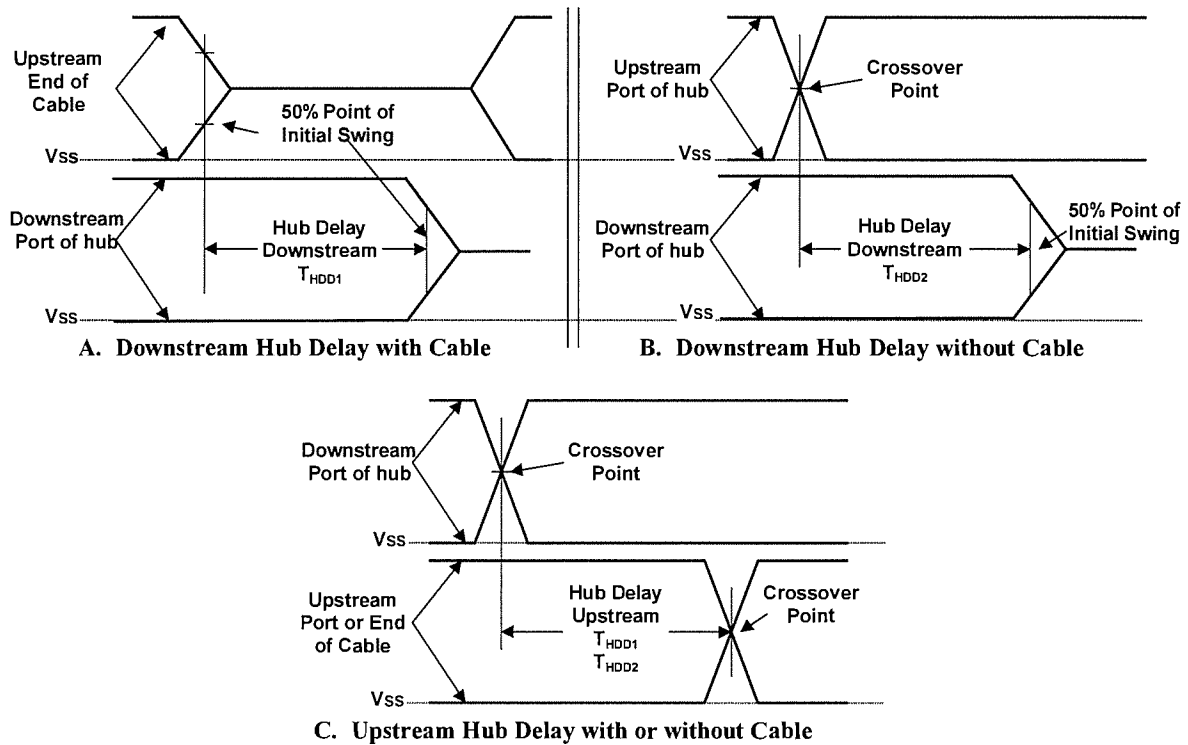 Upstream
End of
Cable
50% Point of
Initial Swing
Vss
Downstream
Port of hub
Hub Delay
Downstream
THDD1
Vss
A. Downstream Hub Delay with Cable
Upstream
Port of hub
Crossover
Point
Vss
Downstream
Port of hub
Hub Delay
Downstream
THDD2
50% Point of
Initial Swing
Vss
B. Downstream Hub Delay without Cable
Downstream
Port of hub
Crossover
Point
Vss
Upstream
Port or End
of Cable
Hub Delay
Upstream
THDD1
THDD2
Crossover
Point
Vss
C. Upstream Hub Delay with or without Cable